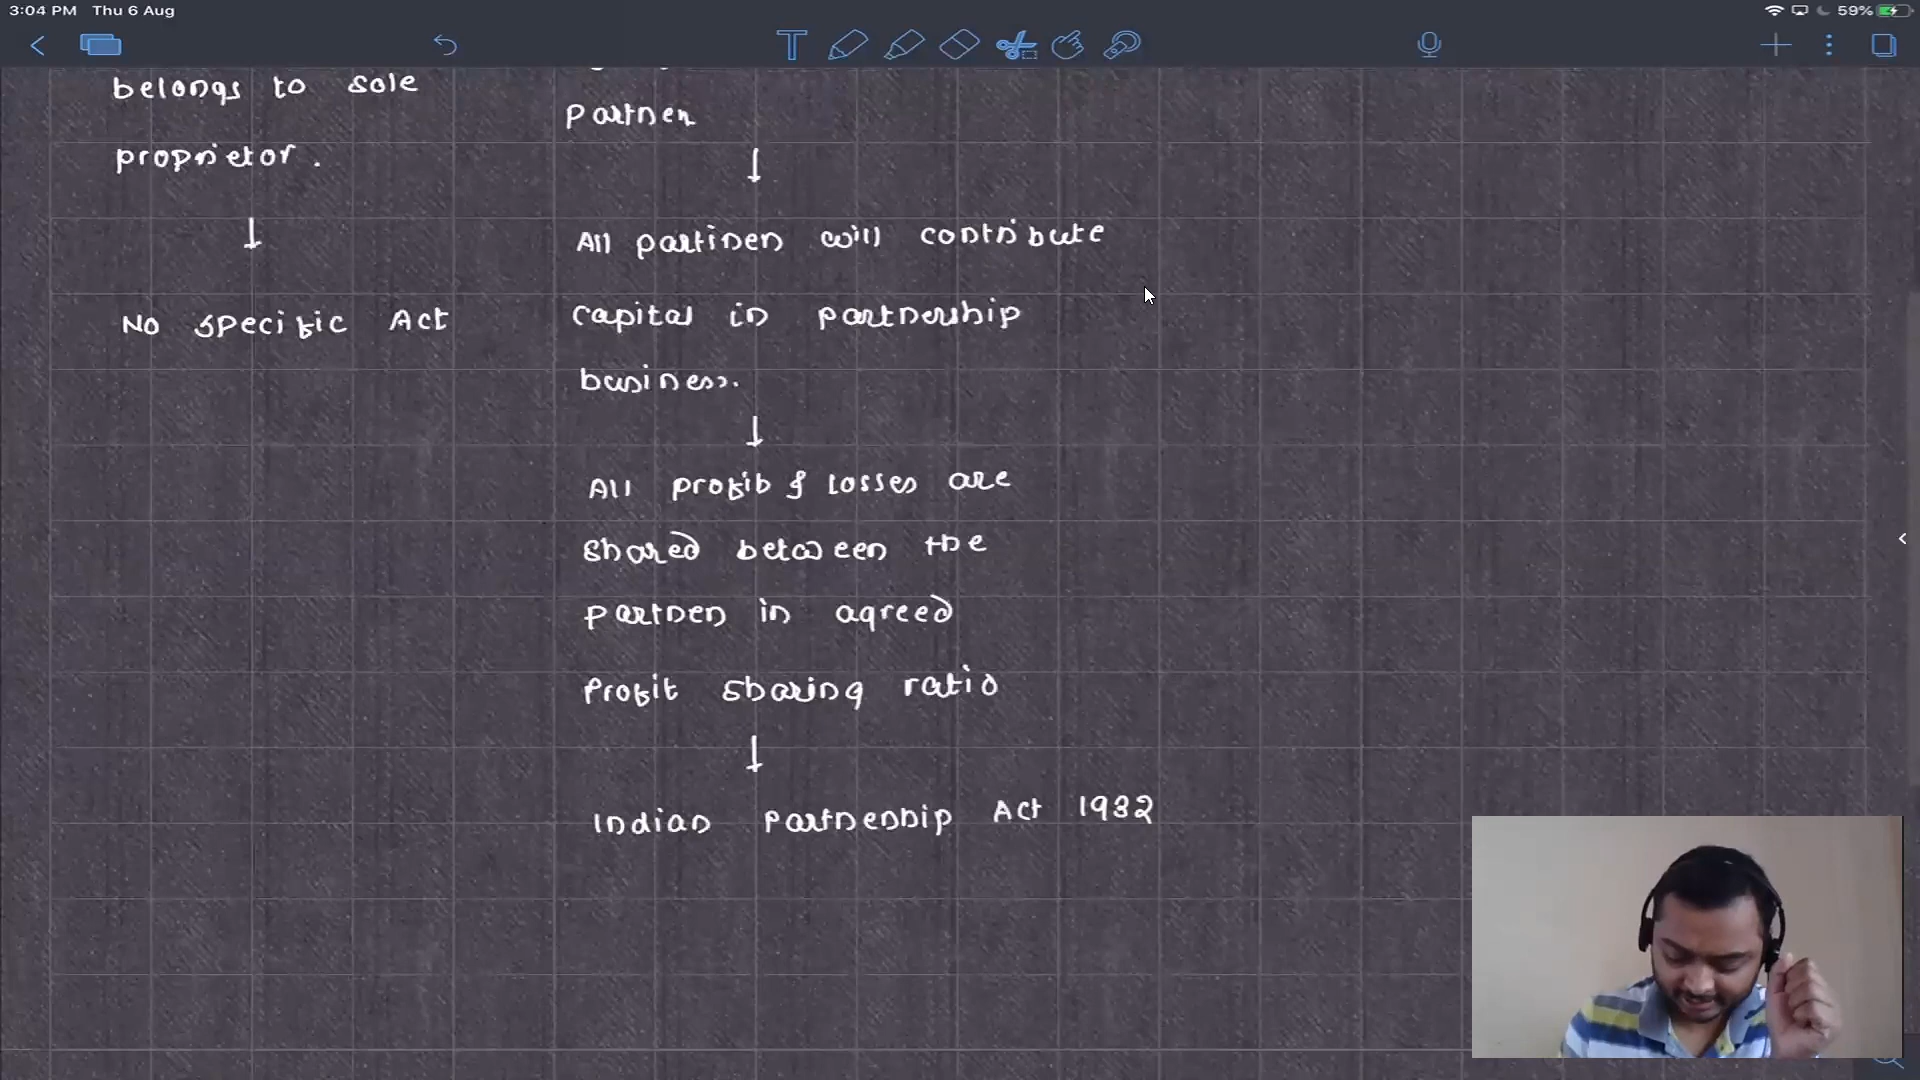 3:04 PM Thu 6 Aug
59%
belongs to sole
proprietor.
No specific Act
Partner
All partners will contribute
capital in partnership
business.
All profits & losses are
shared between the
partners in agreed
Profit sharing ratio
Indian Partnership Act 1932